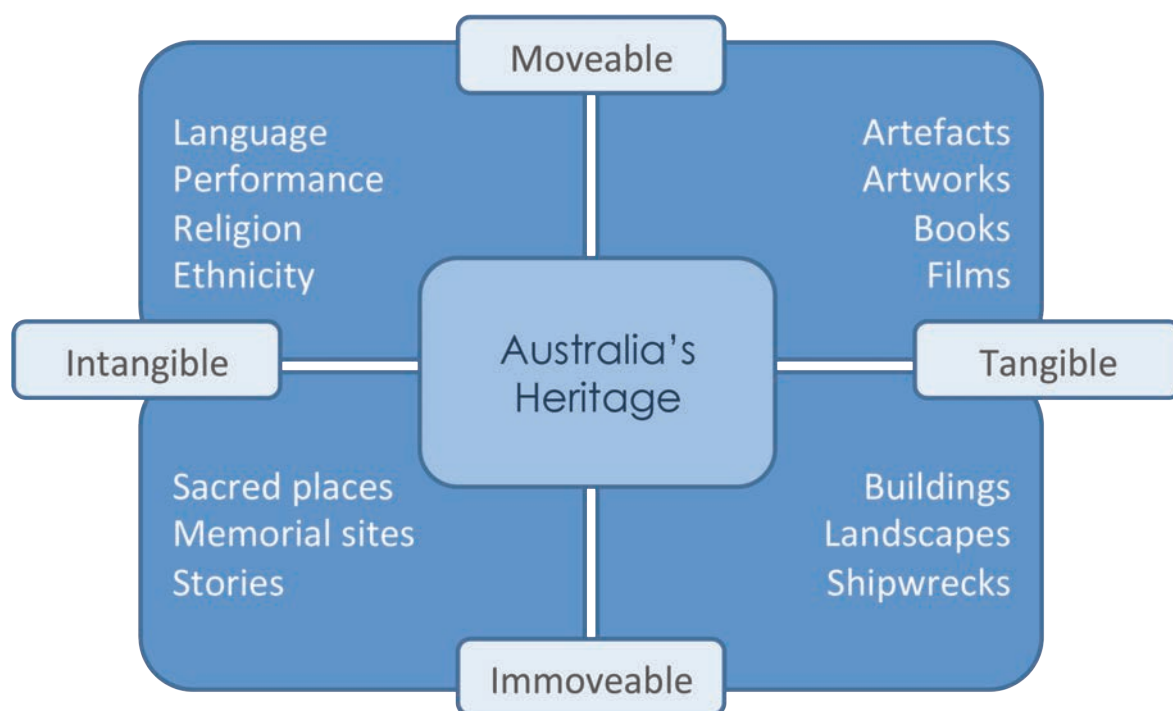 Moveable
Language
Performance
Religion
Ethnicity
Artefacts
Artworks
Books
Films
Intangible
Australia's
Heritage
Tangible
Sacred places
Memorial sites
Stories
Buildings
Landscapes
Shipwrecks
Immoveable